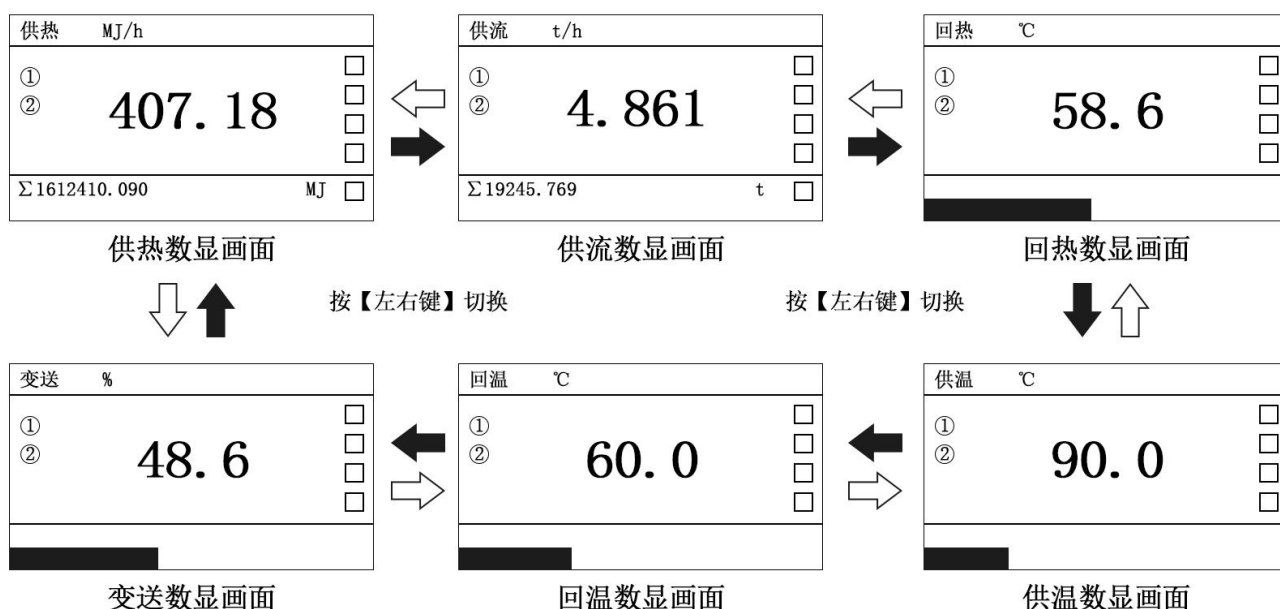 供热 MJ/h
①
②
407.18
Σ1612410.090 MJ
供热数显画面
供流 t/h
①
②
4.861
Σ19245.769 t
供流数显画面
回热 ℃
①
②
58.6
回热数显画面
按【左右键】切换
按【左右键】切换
变送 %
①
②
48.6
变送数显画面
回温 ℃
①
②
60.0
回温数显画面
供温 ℃
①
②
90.0
供温数显画面